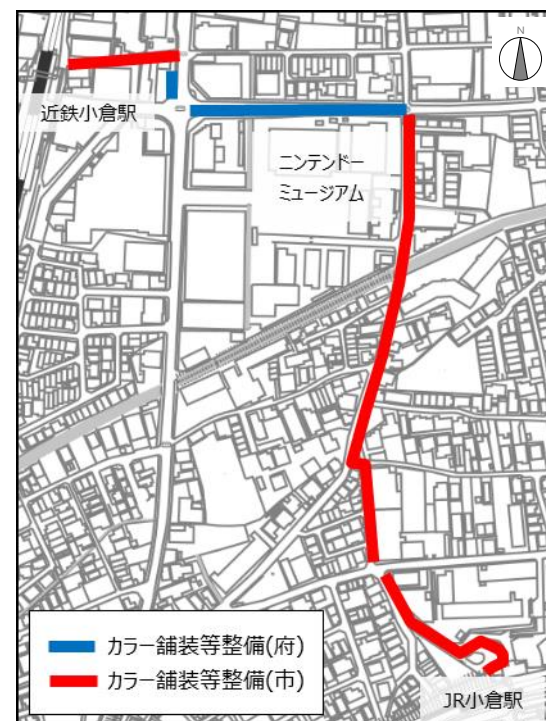 N
近鉄小倉駅
ニンテンドー
ミュージアム
カラー舗装等整備(府)
カラー舗装等整備(市)
JR小倉駅